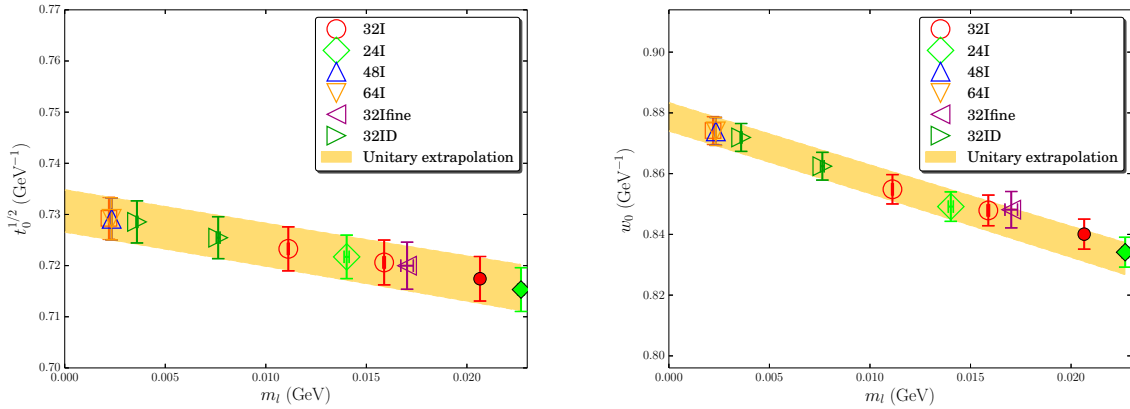 0.77
0.76
0.75
0.74
0.73
0.72
0.71
0.70
t_0^{1/2} (GeV^{-1})
0.000 0.005 0.010 0.015 0.020
m_l (GeV)
32I
24I
48I
64I
32Ifine
32ID
Unitary extrapolation
0.90
0.88
0.86
0.84
0.82
0.80
w_0 (GeV^{-1})
0.000 0.005 0.010 0.015 0.020
m_l (GeV)
32I
24I
48I
64I
32Ifine
32ID
Unitary extrapolation